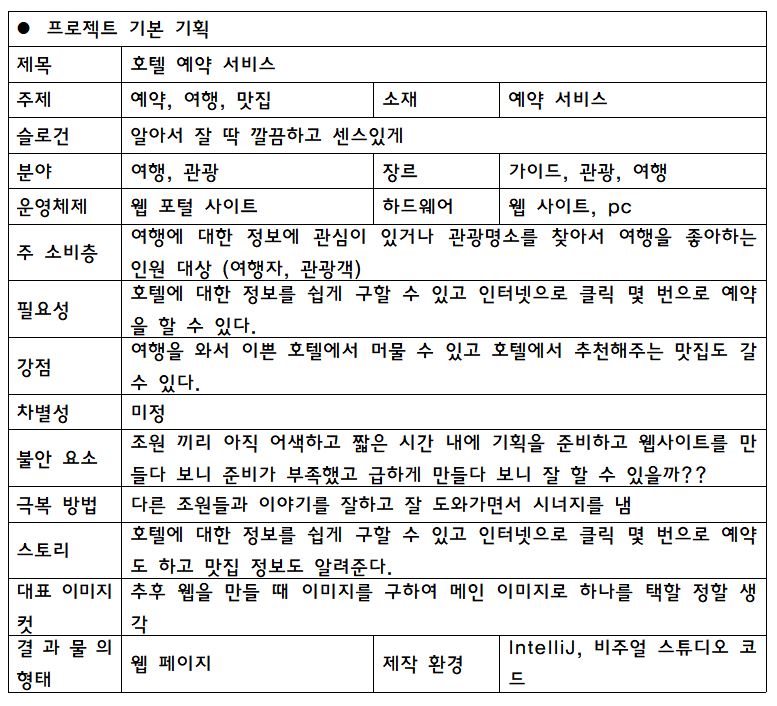 ● 프로젝트 기본 기획
제목 호텔 예약 서비스
주제 예약, 여행, 맛집 소재 예약 서비스
슬로건 알아서 잘 딱 깔끔하고 센스있게
분야 여행, 관광 장르 가이드, 관광, 여행
운영체제 웹 포털 사이트 하드웨어 웹 사이트, pc
주 소비층
여행에 대한 정보에 관심이 있거나 관광명소를 찾아서 여행을 좋아하는
인원 대상 (여행자, 관광객)
필요성
호텔에 대한 정보를 쉽게 구할 수 있고 인터넷으로 클릭 몇 번으로 예약
을 할 수 있다.
강점
여행을 와서 이쁜 호텔에서 머물 수 있고 호텔에서 추천해주는 맛집도 갈
수 있다.
차별성 미정
불안 요소
조원 끼리 아직 어색하고 짧은 시간 내에 기획을 준비하고 웹사이트를 만
들다 보니 준비가 부족했고 급하게 만들다 보니 잘 할 수 있을까??
극복 방법 다른 조원들과 이야기를 잘하고 잘 도와가면서 시너지를 냄
스토리
호텔에 대한 정보를 쉽게 구할 수 있고 인터넷으로 클릭 몇 번으로 예약
도 하고 맛집 정보도 알려준다.
대표 이미지
컷
추후 웹을 만들 때 이미지를 구하여 메인 이미지로 하나를 택할 정할 생
각
결과물의
형태
웹 페이지
제작 환경
IntelliJ, 비주얼 스튜디오 코
드